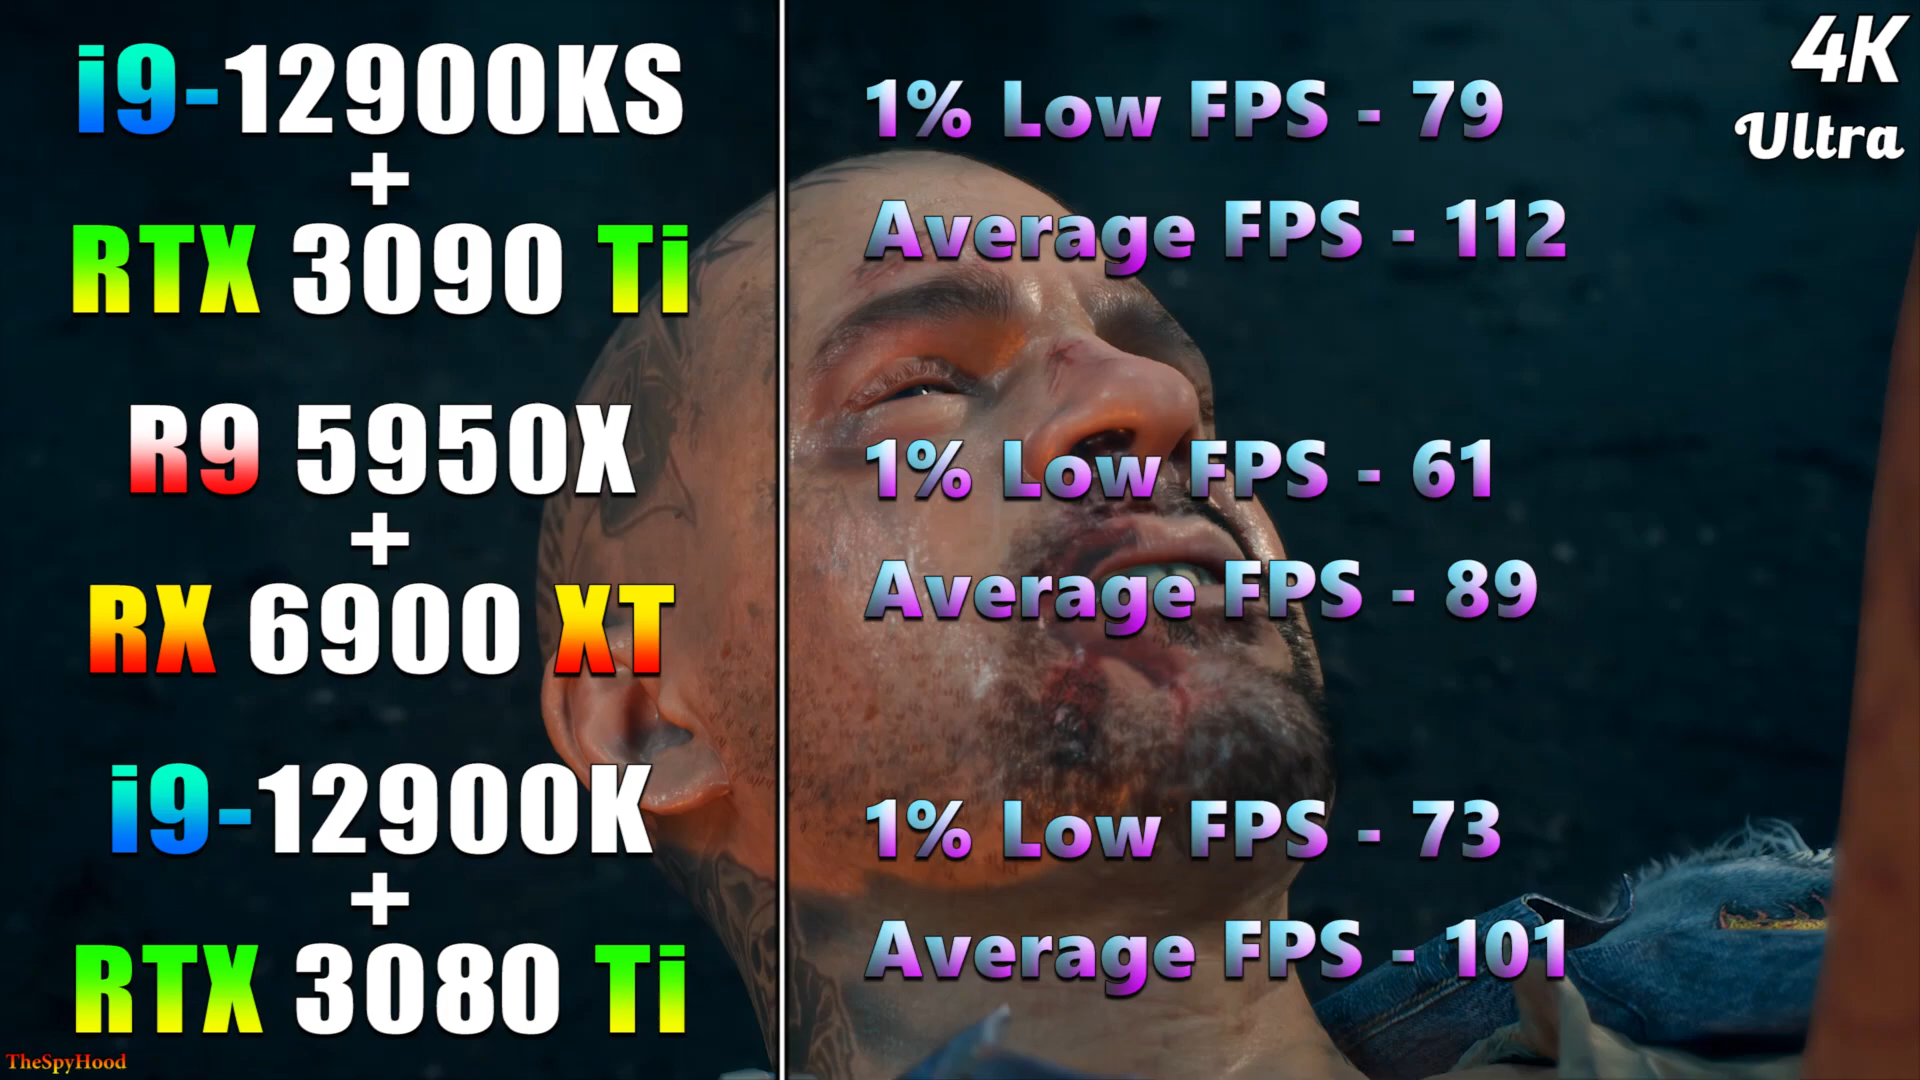 i9-12900KS
+
RTX 3090 Ti
1% Low FPS - 79
Average FPS - 112
4K
Ultra
R9 5950X
+
RX 6900 XT
1% Low FPS - 61
Average FPS - 89
i9-12900K
+
RTX 3080 Ti
1% Low FPS - 73
Average FPS - 101
TheSpyHood